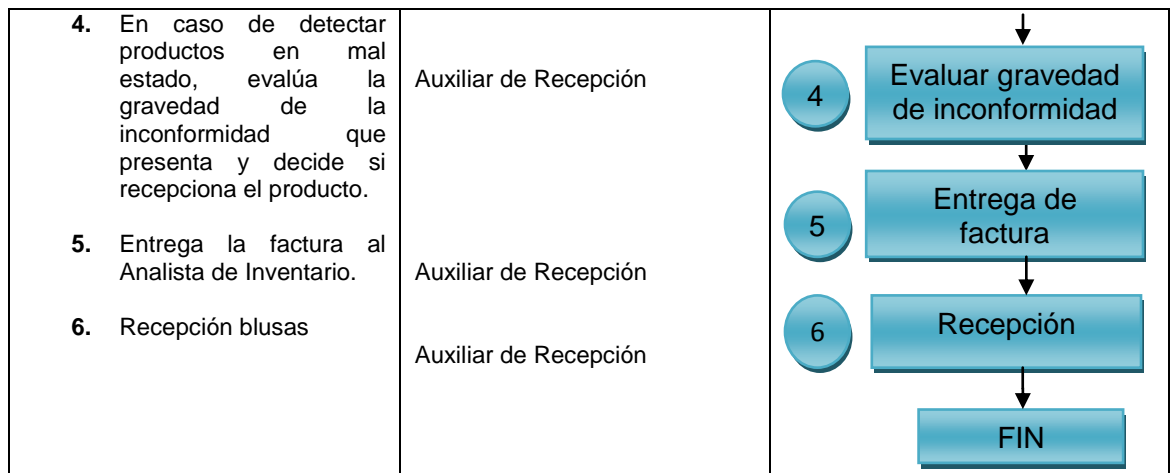 4. En caso de detectar
productos en mal
estado, evalúa la
gravedad de la
inconformidad que
presenta y decide si
recepciona el producto.
5. Entrega la factura al
Analista de Inventario.
6. Recepción blusas
Auxiliar de Recepción
Auxiliar de Recepción
Auxiliar de Recepción
4
Evaluar gravedad
de inconformidad
5
Entrega de
factura
6
Recepción
FIN